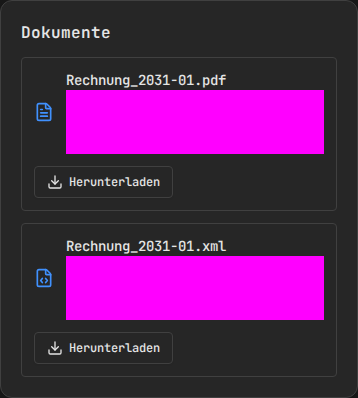 Dokumente
Rechnung_2031-01.pdf
Herunterladen
Rechnung_2031-01.xml
Herunterladen